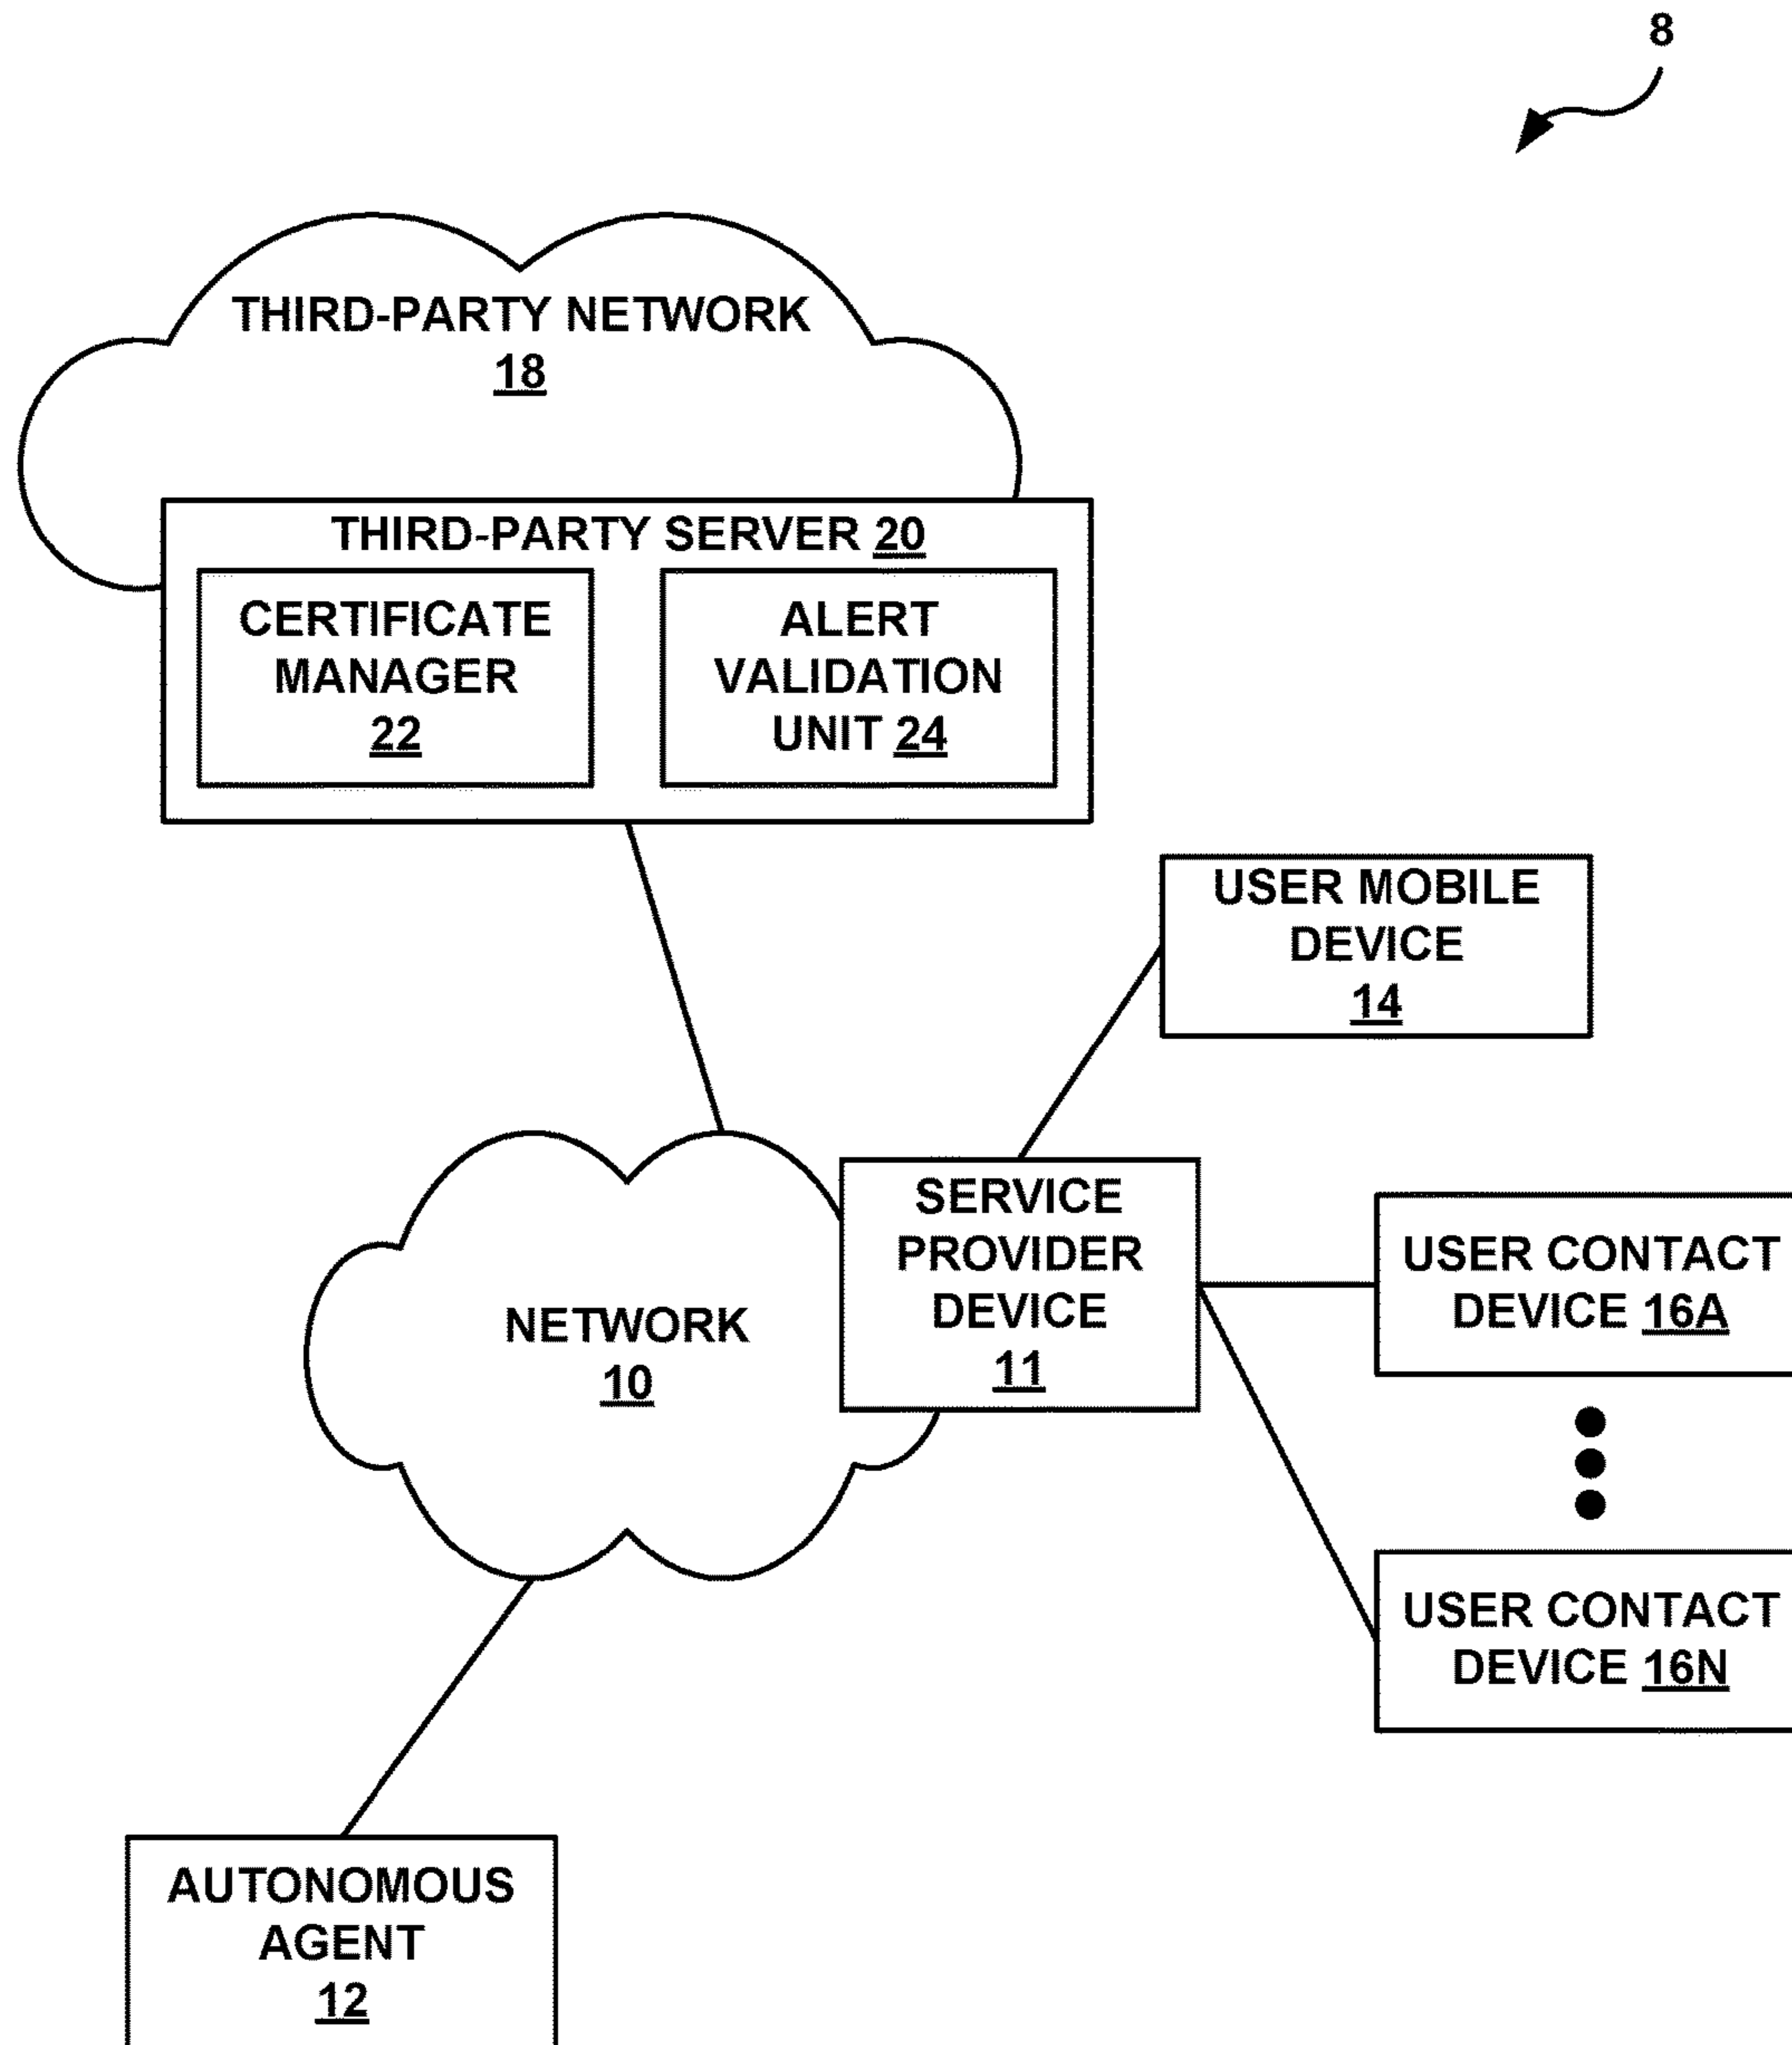 8
THIRD-PARTY NETWORK
18
THIRD-PARTY SERVER 20
CERTIFICATE
MANAGER
22
ALERT
VALIDATION
UNIT 24
USER MOBILE
DEVICE
14
SERVICE
PROVIDER
DEVICE
11
USER CONTACT
DEVICE 16A
NETWORK
10
USER CONTACT
DEVICE 16N
AUTONOMOUS
AGENT
12